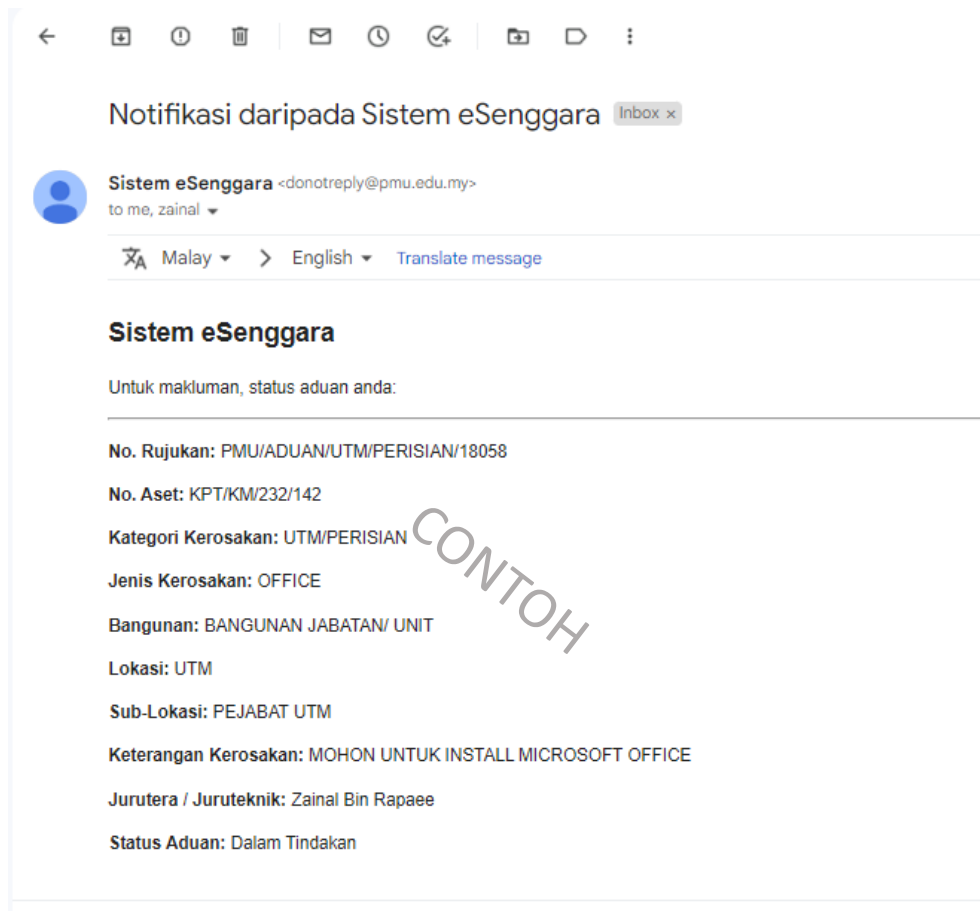 Notifikasi daripada Sistem eSenggara Inbox ×
Sistem eSenggara <donotreply@pmu.edu.my>
to me, zainal
Malay > English Translate message
Sistem eSenggara
Untuk makluman, status aduan anda:
No. Rujukan: PMU/ADUAN/UTM/PERISIAN/18058
No. Aset: KPT/KM/232/142
Kategori Kerosakan: UTM/PERISIAN
CONTOH
Jenis Kerosakan: OFFICE
Bangunan: BANGUNAN JABATAN/ UNIT
Lokasi: UTM
Sub-Lokasi: PEJABAT UTM
Keterangan Kerosakan: MOHON UNTUK INSTALL MICROSOFT OFFICE
Jurutera / Juruteknik: Zainal Bin Rapaee
Status Aduan: Dalam Tindakan